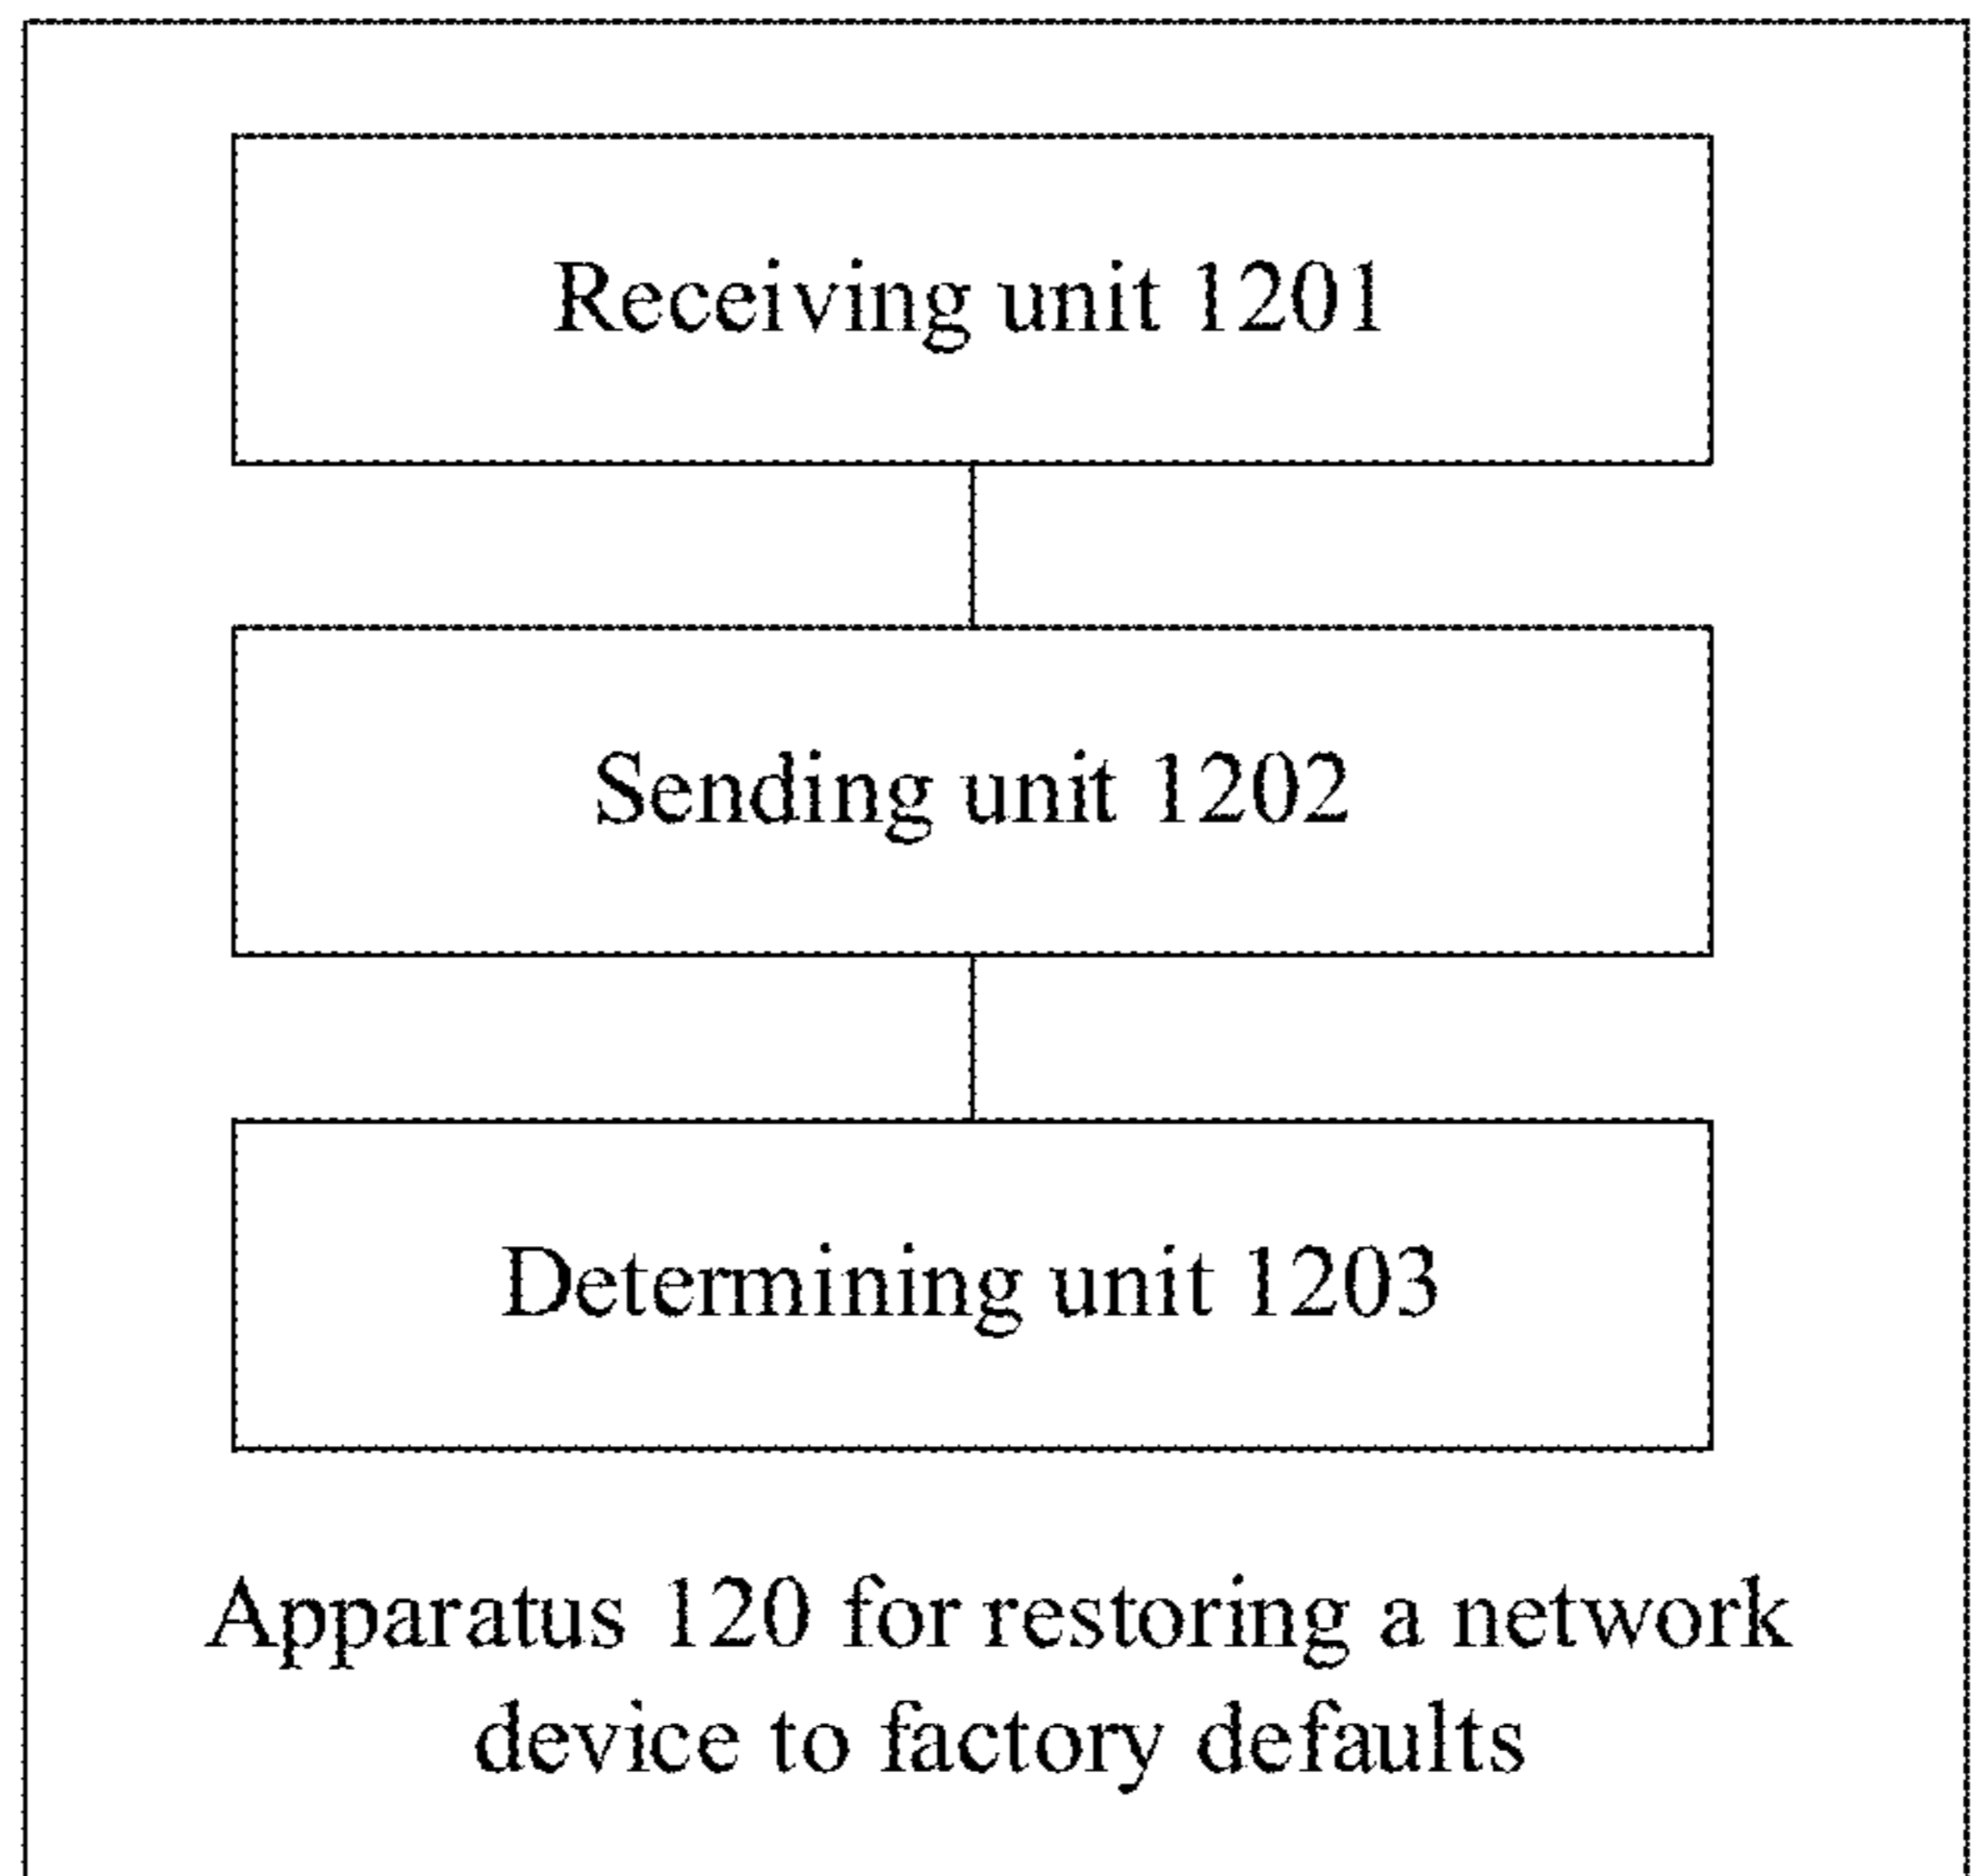 Receiving unit 1201
Sending unit 1202
Determining unit 1203
Apparatus 120 for restoring a network
device to factory defaults